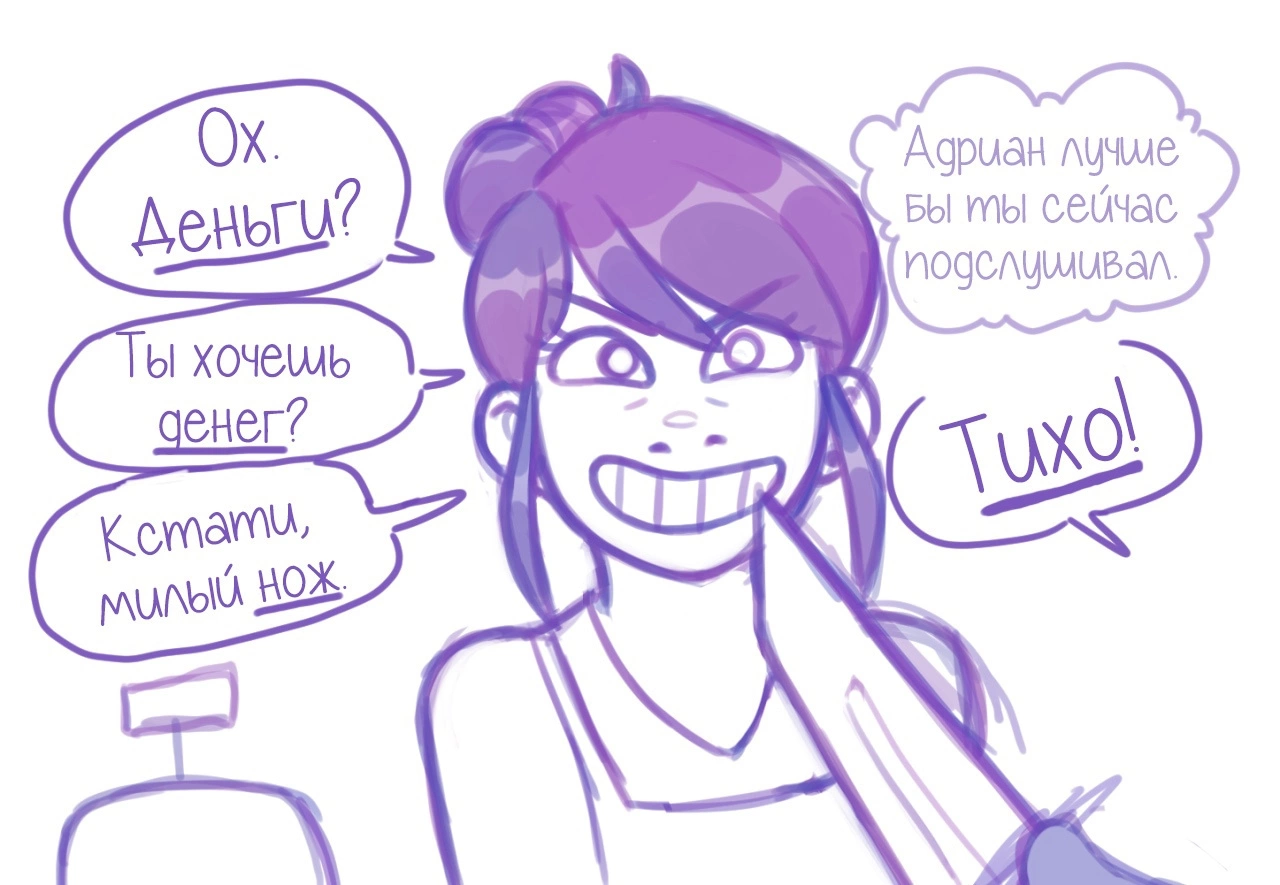 Ох.
Деньги?
Ты хочешь
денег?
Кстати,
милый нож.
Адриан лучше
бы ты сейчас
подслушивал.
Тихо!